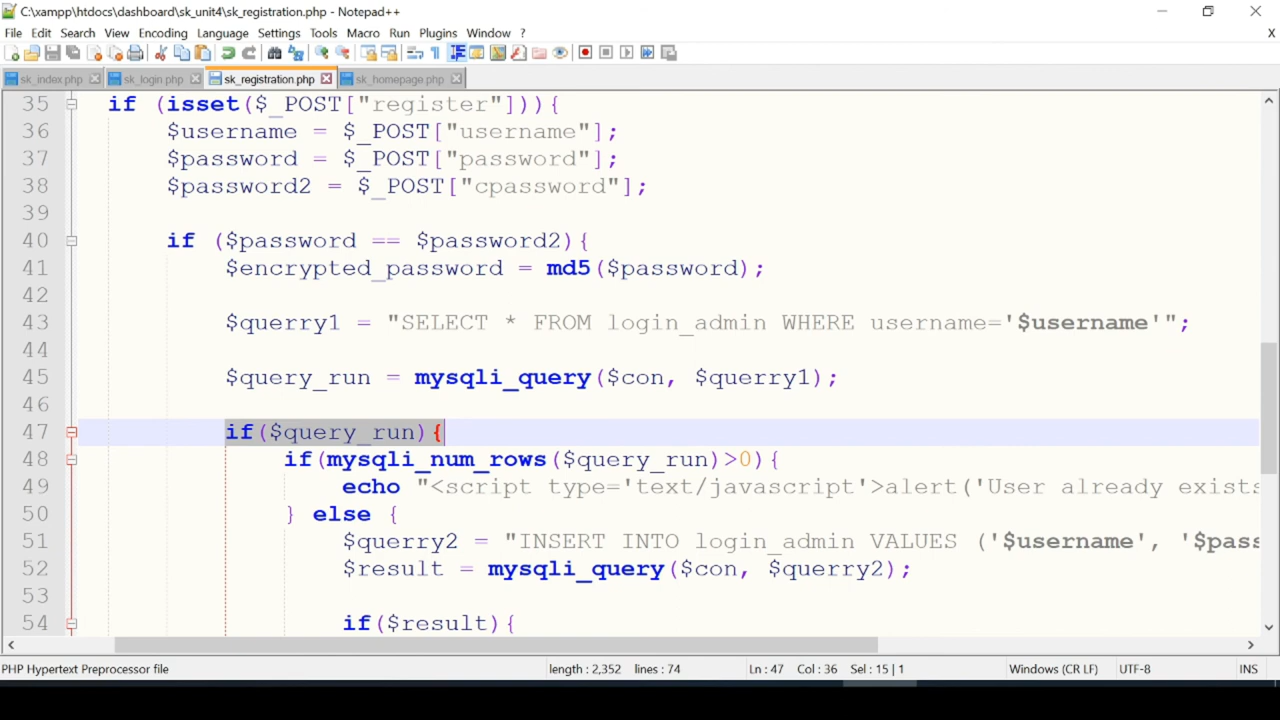 C:\xampp\htdocs\dashboard\sk_unit4\sk_registration.php - Notepad++
File Edit Search View Encoding Language Settings Tools Macro Run Plugins Window ? X
sk_index.php sk_login.php sk_registration.php sk_homepage.php
35 if (isset($_POST["register"])){
36 $username = $_POST["username"];
37 $password = $_POST["password"];
38 $password2 = $_POST["cpassword"];
39
40 if ($password == $password2){
41 $encrypted_password = md5($password);
42
43 $querry1 = "SELECT * FROM login_admin WHERE username='$username'";
44
45 $query_run = mysqli_query($con, $querry1);
46
47 if($query_run){
48 if(mysqli_num_rows($query_run)>0){
49 echo "<script type='text/javascript'>alert('User already exists
50 } else {
51 $querry2 = "INSERT INTO login_admin VALUES ('$username', '$pass
52 $result = mysqli_query($con, $querry2);
53
54 if($result){
PHP Hypertext Preprocessor file length : 2,352 lines : 74 Ln : 47 Col : 36 Sel : 15 | 1 Windows (CR LF) UTF-8 INS